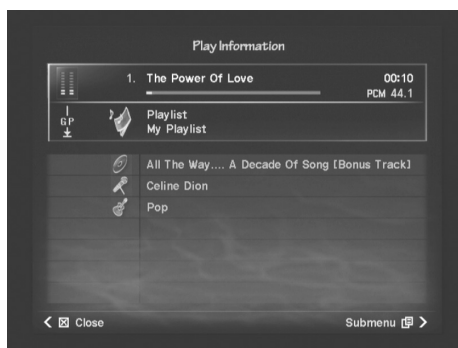 Play Information
1. The Power Of Love 00:10
PCM 44.1
GP
Playlist
My Playlist
All The Way.... A Decade Of Song [Bonus Track]
Celine Dion
Pop
Close Submenu